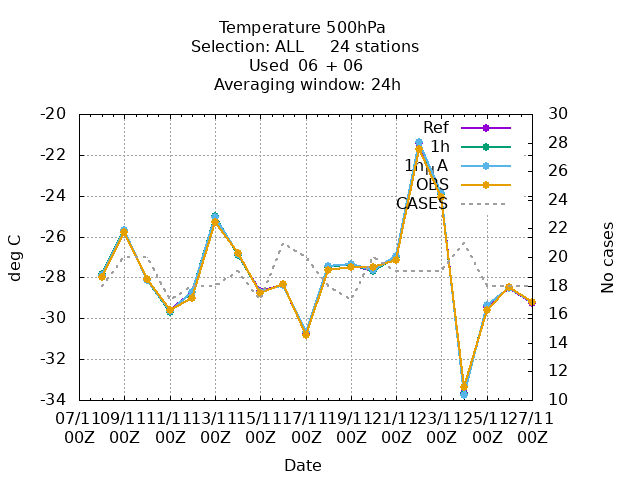 Temperature 500hPa
Selection: ALL 24 stations
Used 06 + 06
Averaging window: 24h
-20
-22
-24
-26
-28
-30
-32
-34
30
28
26
24
22
20
18
16
14
12
10
Ref
1h
1h_A
OBS
CASES
deg C
No cases
07/11 09/11 11/11 13/11 15/11 17/11 19/11 21/11 23/11 25/11 27/11
00Z 00Z 00Z 00Z 00Z 00Z 00Z 00Z 00Z 00Z 00Z
Date